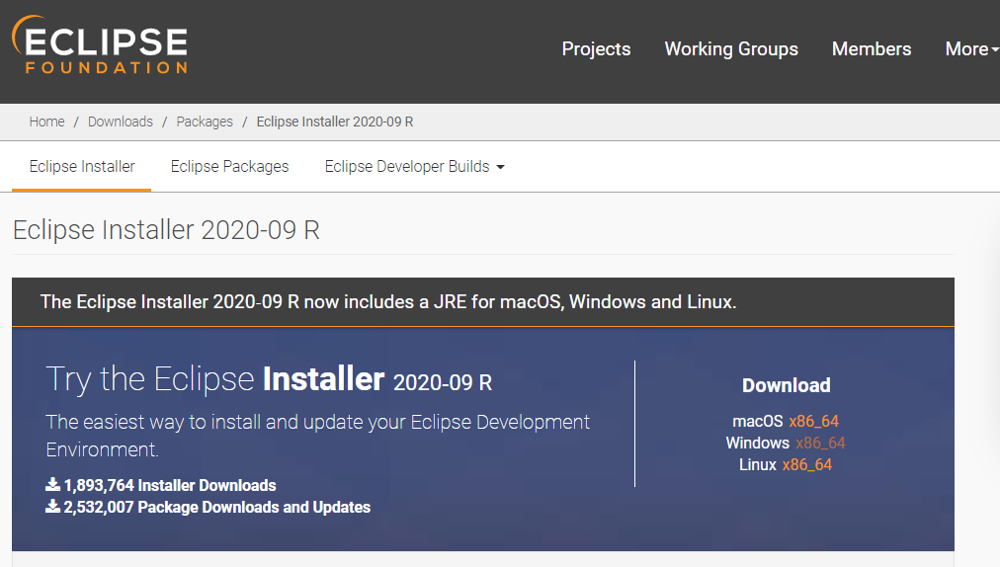 ECLIPSE
FOUNDATION
Projects Working Groups Members More
Home / Downloads / Packages / Eclipse Installer 2020-09 R
Eclipse Installer Eclipse Packages Eclipse Developer Builds
Eclipse Installer 2020-09 R
The Eclipse Installer 2020-09 R now includes a JRE for macOS, Windows and Linux.
Try the Eclipse Installer 2020-09 R
The easiest way to install and update your Eclipse Development
Environment.
1,893,764 Installer Downloads
2,532,007 Package Downloads and Updates
Download
macOS x86_64
Windows x86_64
Linux x86_64